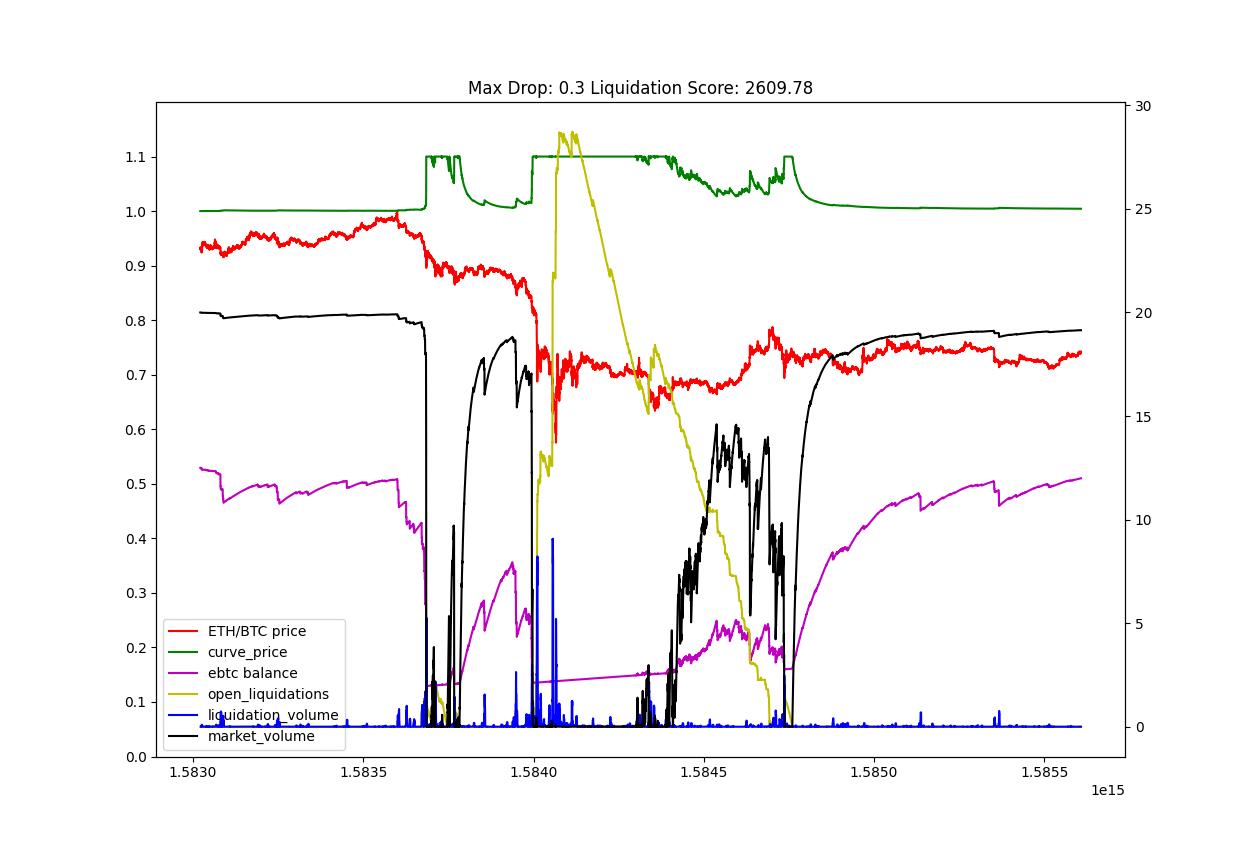 Max Drop: 0.3 Liquidation Score: 2609.78
1.1
1.0
0.9
0.8
0.7
0.6
0.5
0.4
0.3
0.2
0.1
0.0
30
25
20
15
10
5
0
ETH/BTC price
curve_price
ebtc balance
open_liquidations
liquidation_volume
market_volume
1.5830 1.5835 1.5840 1.5845 1.5850 1.5855
1e15